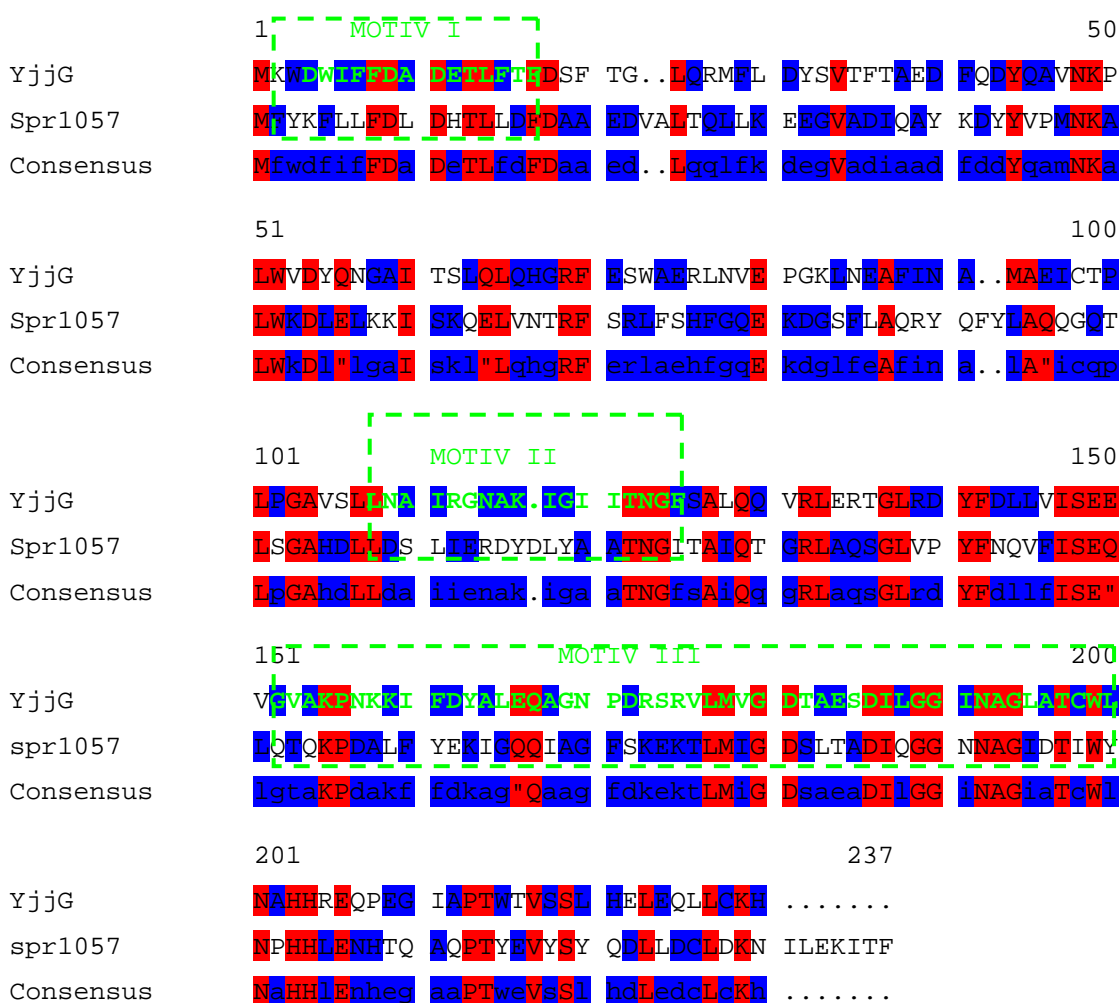 1 MOTIV I 50
YjjG MKWDWIFFDA DETLFTFDSF TG..LQRMFL DYSVTFTAED FQDYQAVNKP
Spr1057 MFYKFLLFDL DHTLLDFDAA EDVALTQLLK EEGVADIQAY KDYYVPMNKA
Consensus MfwdfifFDa DeTLfdFDaa ed..Lqqlfk degVadiaad fddYqamNKa
51 100
YjjG LWVDYQNGAI TSLQLQHGRF ESWAERLNVE PGKLNEAFIN A..MAEICTP
Spr1057 LWKDLELKKI SKQELVNTRF SRLFSHFGQE KDGSFLAQRY QFYLAQQGQT
Consensus LWkDl"lgaI skl"LqhgRF erlaehfgqE kdglfeAfin a..lA"icqp
101 MOTIV II 150
YjjG LPGAVSLLNA IRGNAK.IGI ITNGFSALQQ VRLERTGLRD YFDLLVISEE
Spr1057 LSGAHDLLDS LIERDYDLYA ATNGITAIQT GRLAQSGLVP YFNQVFISEQ
Consensus LpGAhdLLda iienak.iga aTNGfsAiQq gRLaqsGLrd YFdllfISE"
151 MOTIV III 200
YjjG VGVAKPNKKI FDYALEQAGN PDRSRVLMVG DTAESDILGG INAGLATCWL
spr1057 LQTQKPDALF YEKIGQQIAG FSKEKTLMIG DSLTADIQGG NNAGIDTIWY
Consensus lgtaKPdakf fdkag"Qaag fdkektLMiG DsaeaDIlGG iNAGiaTcWl
201 237
YjjG NAHHREQPEG IAPTWTVSSL HELEQLLCKH .......
spr1057 NPHHLENHTQ AQPTYEVYSY QDLLDCLDKN ILEKITF
Consensus NaHHlEnheg aaPTweVsSl hdLedcLcKh .......